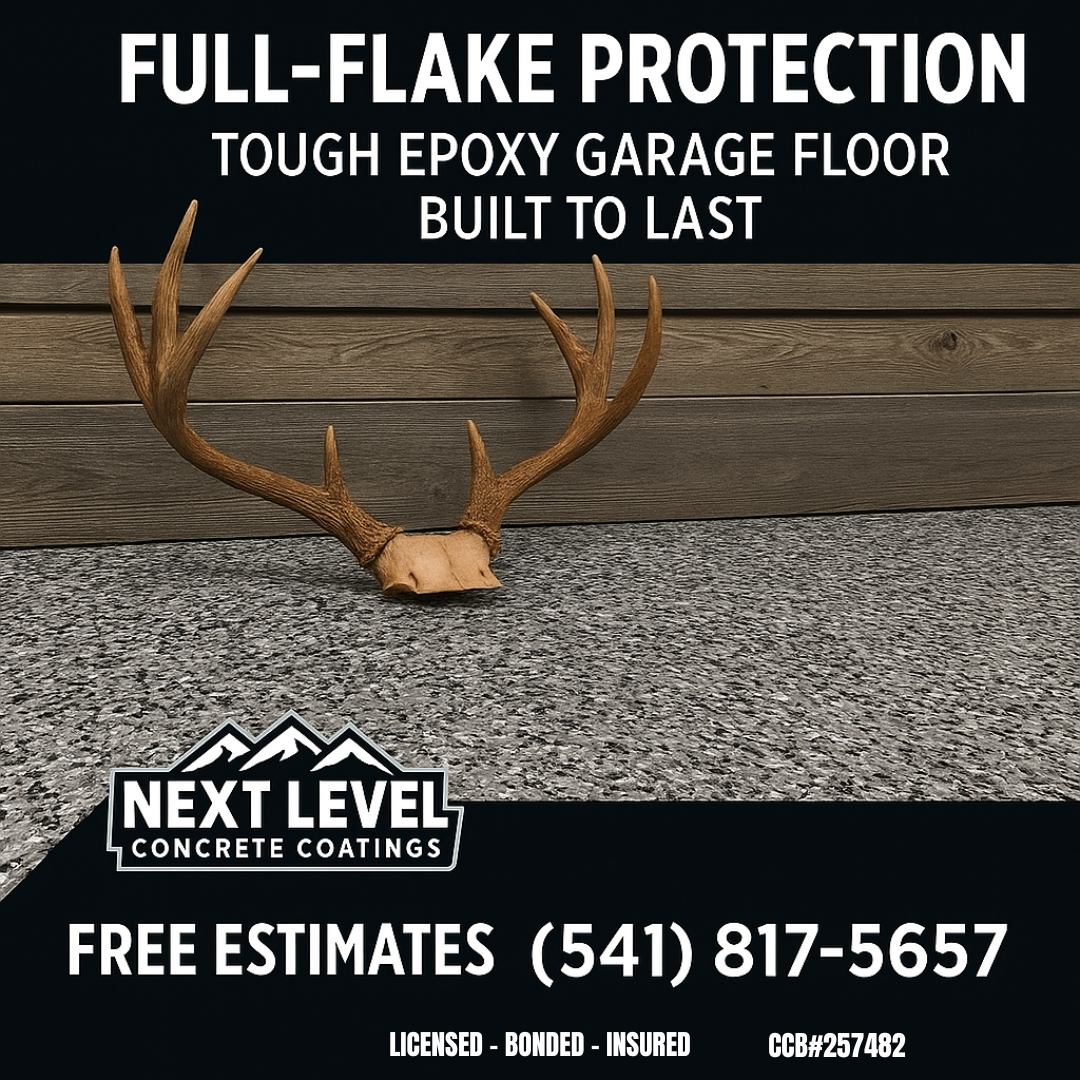 FULL-FLAKE PROTECTION
TOUGH EPOXY GARAGE FLOOR
BUILT TO LAST
NEXT LEVEL
CONCRETE COATINGS
FREE ESTIMATES (541) 817-5657
LICENSED - BONDED - INSURED CCB#257482